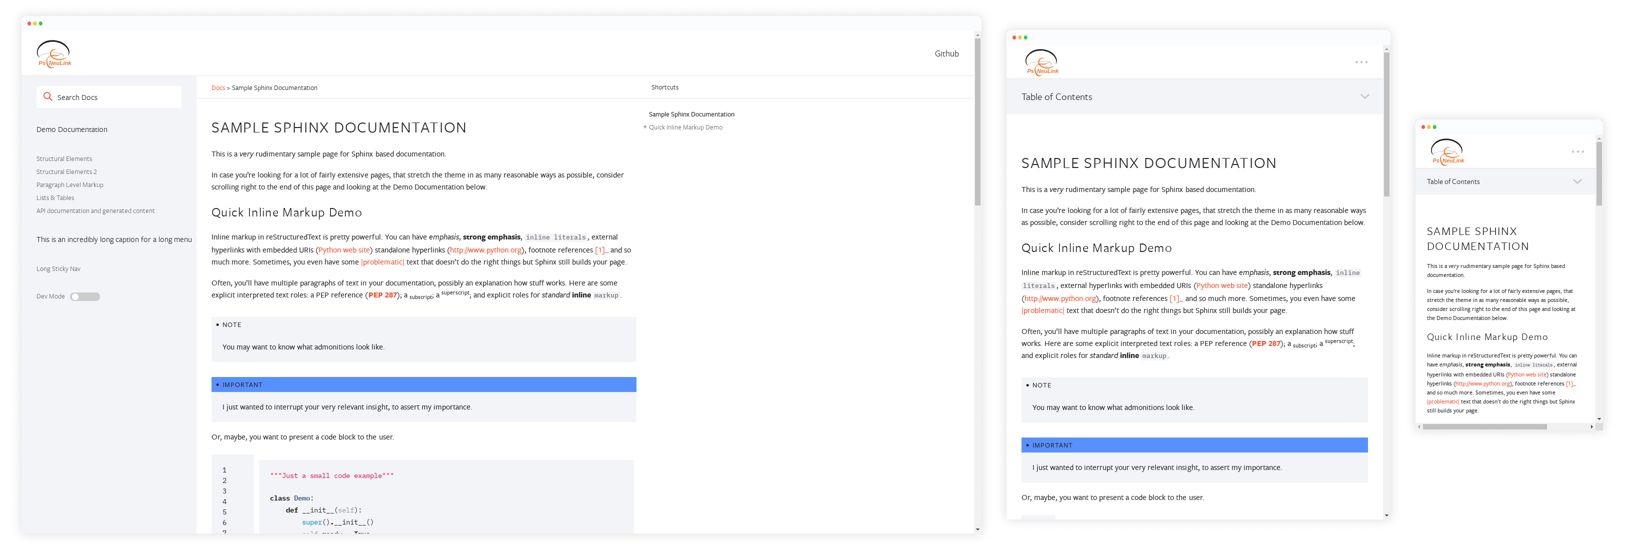 PsyNeuLink
Github
Search Docs
Demo Documentation
Structural Elements
Structural Elements 2
Paragraph Level Markup
Lists & Tables
API documentation and generated content
This is an incredibly long caption for a long menu
Long Sticky Nav
Dev Mode
Docs > Sample Sphinx Documentation
Shortcuts
SAMPLE SPHINX DOCUMENTATION
This is a very rudimentary sample page for Sphinx based documentation.
In case you're looking for a lot of fairly extensive pages, that stretch the theme in as many reasonable ways as possible, consider
scrolling right to the end of this page and looking at the Demo Documentation below.
Quick Inline Markup Demo
Inline markup in reStructuredText is pretty powerful. You can have emphasis, strong emphasis, inline literals, external
hyperlinks with embedded URIs (Python web site) standalone hyperlinks (http://www.python.org), footnote references [1]_ and so
much more. Sometimes, you even have some |problematic| text that doesn't do the right things but Sphinx still builds your page.
Often, you'll have multiple paragraphs of text in your documentation, possibly an explanation how stuff works. Here are some
explicit interpreted text roles: a PEP reference (PEP 287); a subscript; a superscript; and explicit roles for standard inline markup.
• NOTE
You may want to know what admonitions look like.
• IMPORTANT
I just wanted to interrupt your very relevant insight, to assert my importance.
Or, maybe, you want to present a code block to the user.
1 """Just a small code example"""
2
3 class Demo:
4 def __init__(self):
5 super().__init__()
6
Sample Sphinx Documentation
+ Quick Inline Markup Demo
PsyNeuLink
Table of Contents
SAMPLE SPHINX DOCUMENTATION
This is a very rudimentary sample page for Sphinx based documentation.
In case you're looking for a lot of fairly extensive pages, that stretch the theme in as many reasonable ways
as possible, consider scrolling right to the end of this page and looking at the Demo Documentation below.
Quick Inline Markup Demo
Inline markup in reStructuredText is pretty powerful. You can have emphasis, strong emphasis, inline
literals, external hyperlinks with embedded URIs (Python web site) standalone hyperlinks
(http://www.python.org), footnote references [1]_ and so much more. Sometimes, you even have some
|problematic| text that doesn't do the right things but Sphinx still builds your page.
Often, you'll have multiple paragraphs of text in your documentation, possibly an explanation how stuff
works. Here are some explicit interpreted text roles: a PEP reference (PEP 287); a subscript; a superscript;
and explicit roles for standard inline markup.
• NOTE
You may want to know what admonitions look like.
• IMPORTANT
I just wanted to interrupt your very relevant insight, to assert my importance.
Or, maybe, you want to present a code block to the user.
PsyNeuLink
Table of Contents
SAMPLE SPHINX
DOCUMENTATION
This is a very rudimentary sample page for Sphinx based
documentation.
In case you're looking for a lot of fairly extensive pages, that
stretch the theme in as many reasonable ways as possible,
consider scrolling right to the end of this page and looking at
the Demo Documentation below.
Quick Inline Markup Demo
Inline markup in reStructuredText is pretty powerful. You can
have emphasis, strong emphasis, inline literals, external
hyperlinks with embedded URIs (Python web site) standalone
hyperlinks (http://www.python.org), footnote references [1]_
and so much more. Sometimes, you even have some
|problematic| text that doesn't do the right things but Sphinx
still builds your page.